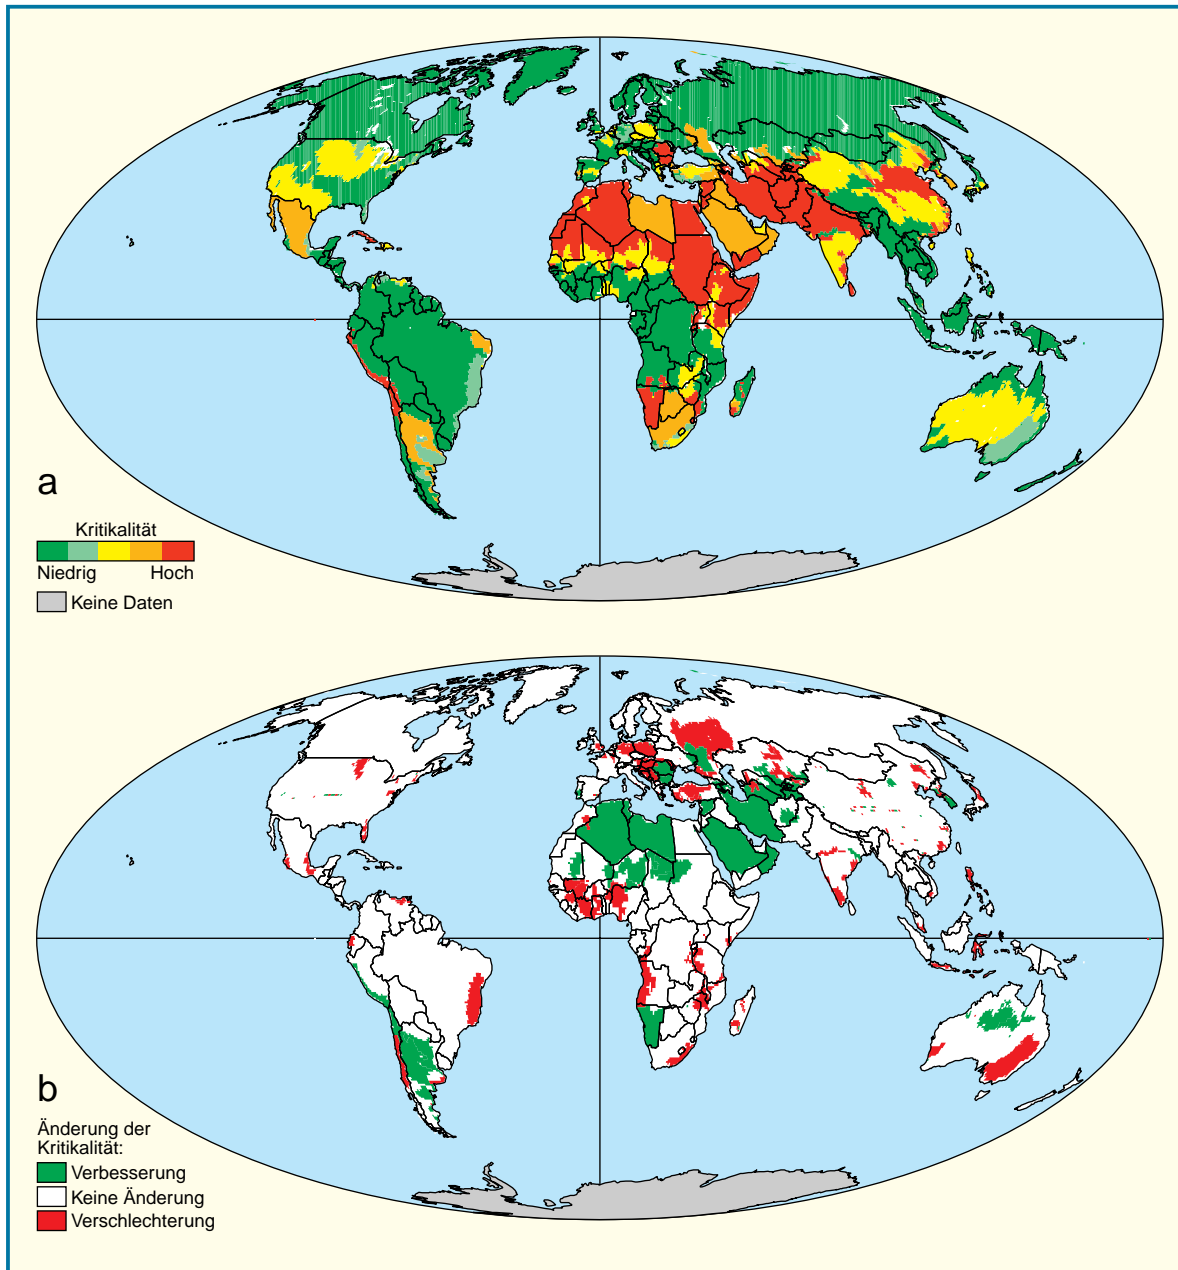 a
Kritikalität
Niedrig Hoch
Keine Daten
b
Änderung der
Kritikalität:
Verbesserung
Keine Änderung
Verschlechterung